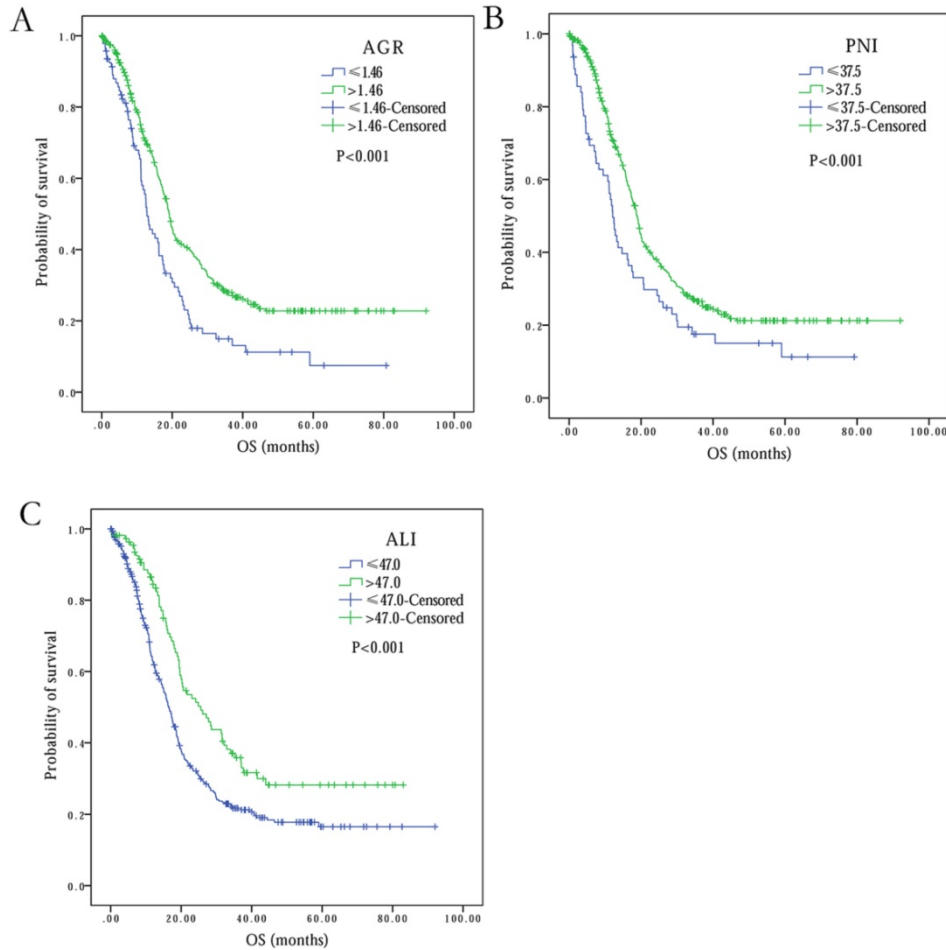 A
AGR
≤1.46
>1.46
≤1.46-Censored
>1.46-Censored
P<0.001
Probability of survival
1.0
0.8
0.6
0.4
0.2
0.0
.00 20.00 40.00 60.00 80.00 100.00
OS (months)
B
PNI
≤37.5
>37.5
≤37.5-Censored
>37.5-Censored
P<0.001
Probability of survival
1.0
0.8
0.6
0.4
0.2
0.0
.00 20.00 40.00 60.00 80.00 100.00
OS (months)
C
ALI
≤47.0
>47.0
≤47.0-Censored
>47.0-Censored
P<0.001
Probability of survival
1.0
0.8
0.6
0.4
0.2
0.0
.00 20.00 40.00 60.00 80.00 100.00
OS (months)